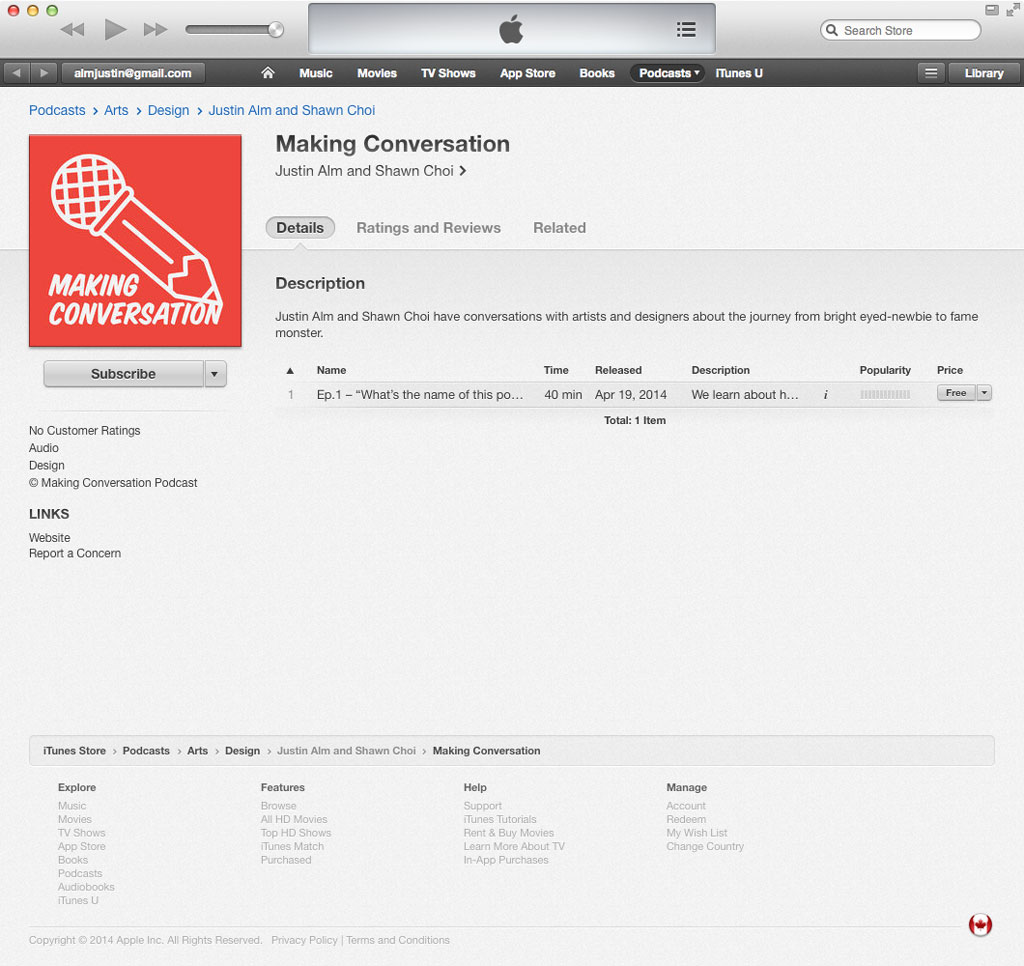 Search Store
almjustin@gmail.com
Music Movies TV Shows App Store Books Podcasts iTunes U Library
Podcasts › Arts › Design › Justin Alm and Shawn Choi
MAKING
CONVERSATION
Making Conversation
Justin Alm and Shawn Choi >
Details Ratings and Reviews Related
Description
Justin Alm and Shawn Choi have conversations with artists and designers about the journey from bright eyed-newbie to fame
monster.
Subscribe
▲ Name Time Released Description Popularity Price
1 Ep.1 – “What’s the name of this po… 40 min Apr 19, 2014 We learn about h… i Free
Total: 1 Item
No Customer Ratings
Audio
Design
© Making Conversation Podcast
LINKS
Website
Report a Concern
iTunes Store › Podcasts › Arts › Design › Justin Alm and Shawn Choi › Making Conversation
Explore
Music
Movies
TV Shows
App Store
Books
Podcasts
Audiobooks
iTunes U
Features
Browse
All HD Movies
Top HD Shows
iTunes Match
Purchased
Help
Support
iTunes Tutorials
Rent & Buy Movies
Learn More About TV
In-App Purchases
Manage
Account
Redeem
My Wish List
Change Country
Copyright © 2014 Apple Inc. All Rights Reserved. Privacy Policy | Terms and Conditions